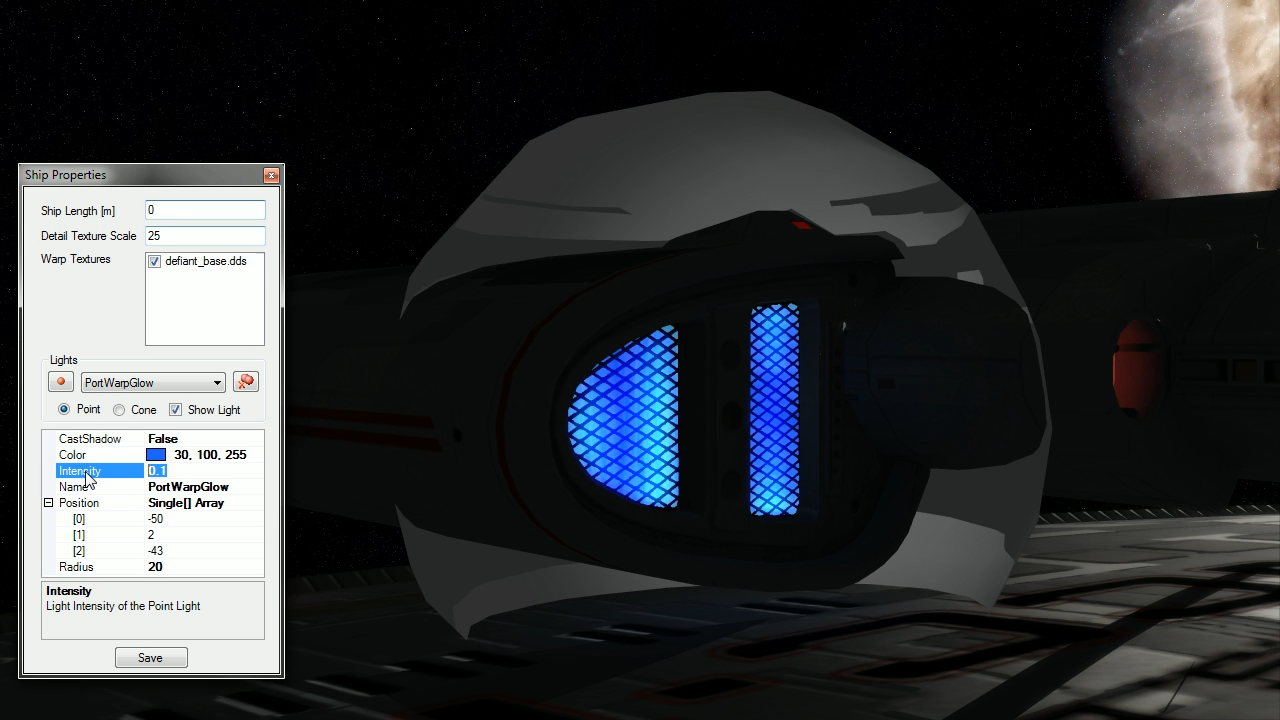 Ship Properties
Ship Length [m] 0
Detail Texture Scale 25
Warp Textures defiant_base.dds
Lights
PortWarpGlow
Point Cone Show Light
CastShadow False
Color 30, 100, 255
Intensity 0.1
Name PortWarpGlow
Position Single[] Array
[0] -50
[1] 2
[2] -43
Radius 20
Intensity
Light Intensity of the Point Light
Save